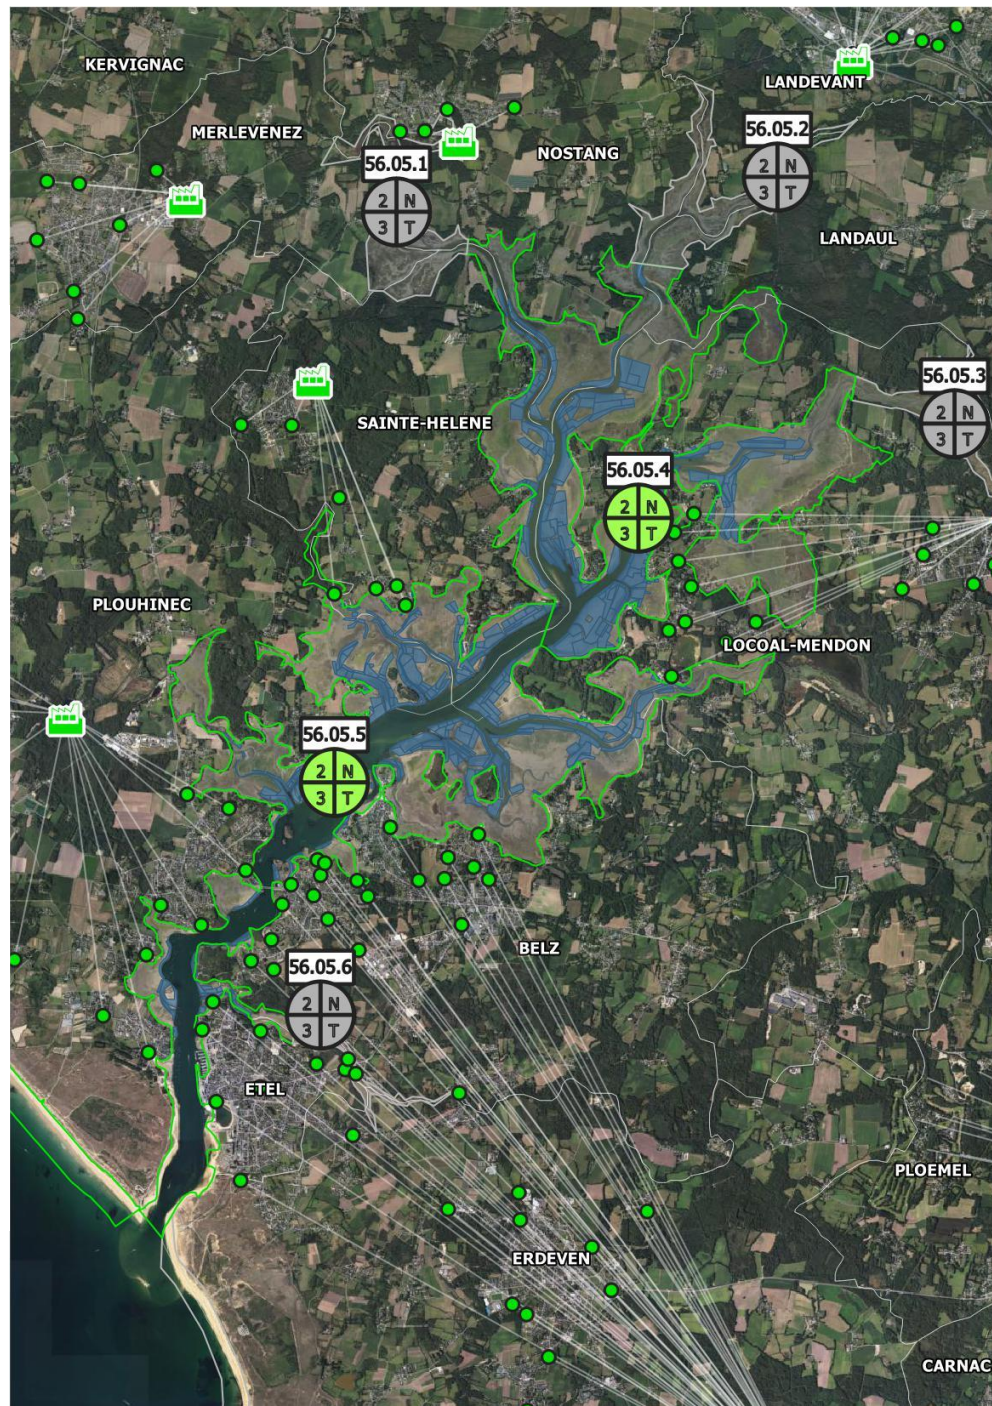 KERVIGNAC
LANDEVANT
MERLEVENEZ
56.05.2
2 N
3 T
56.05.1
2 N
3 T
NOSTANG
LANDAUL
56.05.3
2 N
3 T
SAINTE-HELENE
56.05.4
2 N
3 T
PLOUHINEC
LOCOAL-MENDON
56.05.5
2 N
3 T
BELZ
56.05.6
2 N
3 T
ETEL
PLOEMEL
ERDEVEN
CARNAC